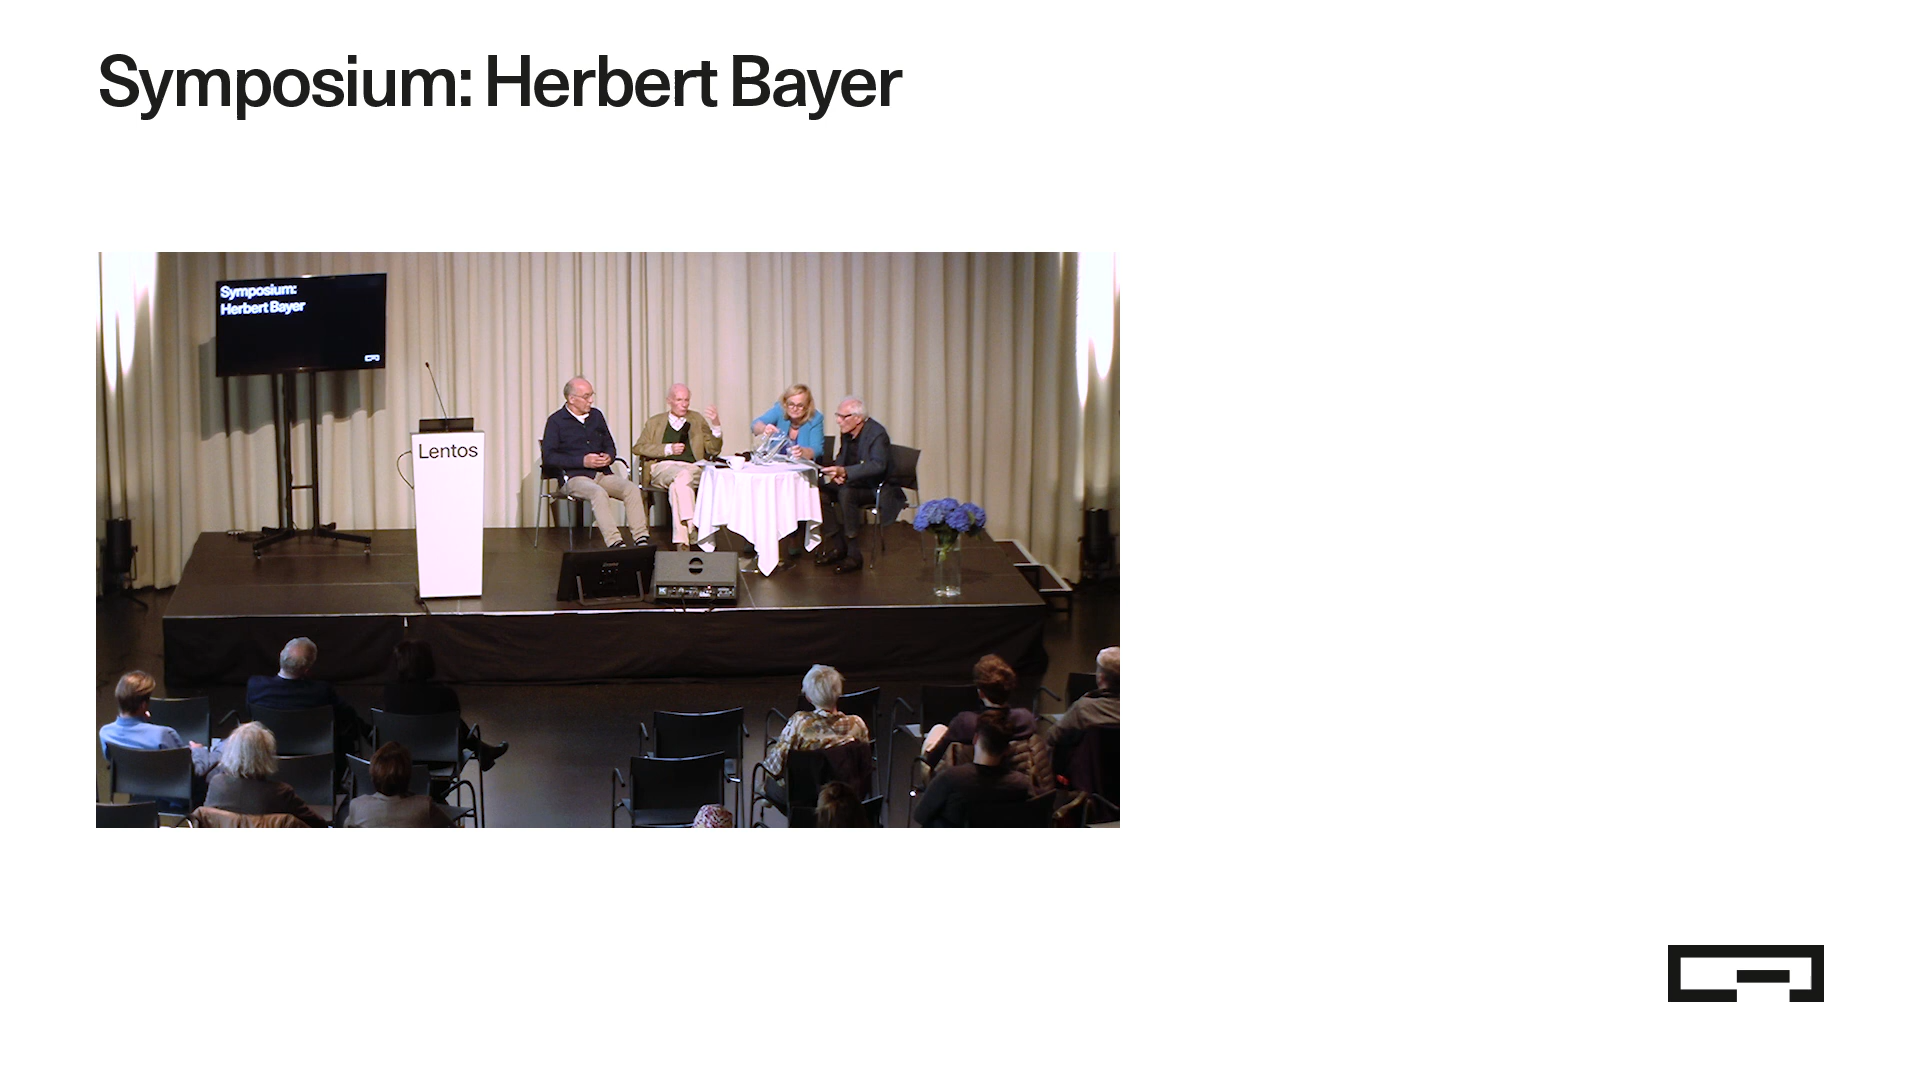 Symposium: Herbert Bayer
Symposium:
Herbert Bayer
Lentos